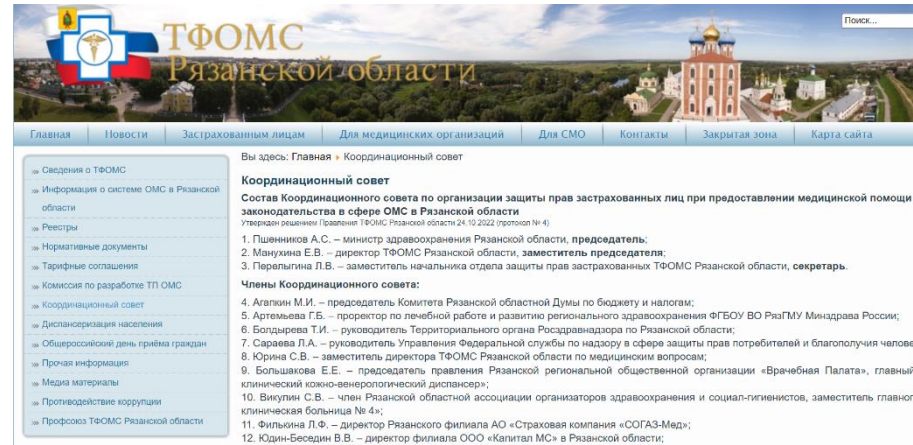 ТФОМС
Рязанской области
Поиск...
Главная Новости Застрахованным лицам Для медицинских организаций Для СМО Контакты Закрытая зона Карта сайта
Сведения о ТФОМС
Информация о системе ОМС в Рязанской
области
Реестры
Нормативные документы
Тарифные соглашения
Комиссия по разработке ТП ОМС
Координационный совет
Диспансеризация населения
Общероссийский день приёма граждан
Прочая информация
Медиа материалы
Противодействие коррупции
Профсоюз ТФОМС Рязанской области
Вы здесь: Главная Координационный совет
Координационный совет
Состав Координационного совета по организации защиты прав застрахованных лиц при предоставлении медицинской помощи
законодательства в сфере ОМС в Рязанской области
Утвержден решением Правления ТФОМС Рязанской области 24.10.2022 (протокол № 4)
1. Пшенников А.С. – министр здравоохранения Рязанской области, председатель;
2. Манухина Е.В. – директор ТФОМС Рязанской области, заместитель председателя;
3. Перелыгина Л.В. – заместитель начальника отдела защиты прав застрахованных ТФОМС Рязанской области, секретарь.
Члены Координационного совета:
4. Агапкин М.И. – председатель Комитета Рязанской областной Думы по бюджету и налогам;
5. Артемьева Г.Б. – проректор по лечебной работе и развитию регионального здравоохранения ФГБОУ ВО РязГМУ Минздрава России;
6. Болдырева Т.И. – руководитель Территориального органа Росздравнадзора по Рязанской области;
7. Сараева Л.А. – руководитель Управления Федеральной службы по надзору в сфере защиты прав потребителей и благополучия челове
8. Юрина С.В. – заместитель директора ТФОМС Рязанской области по медицинским вопросам;
9. Большакова Е.Е. – председатель правления Рязанской региональной общественной организации «Врачебная Палата», главный
клинический кожно-венерологический диспансер»;
10. Викулин С.В. – член Рязанской областной ассоциации организаторов здравоохранения и социал-гигиенистов, заместитель главног
клиническая больница № 4»;
11. Филькина Л.Ф. – директор Рязанского филиала АО «Страховая компания «СОГАЗ-Мед»;
12. Юдин-Беседин В.В. – директор филиала ООО «Капитал МС» в Рязанской области;